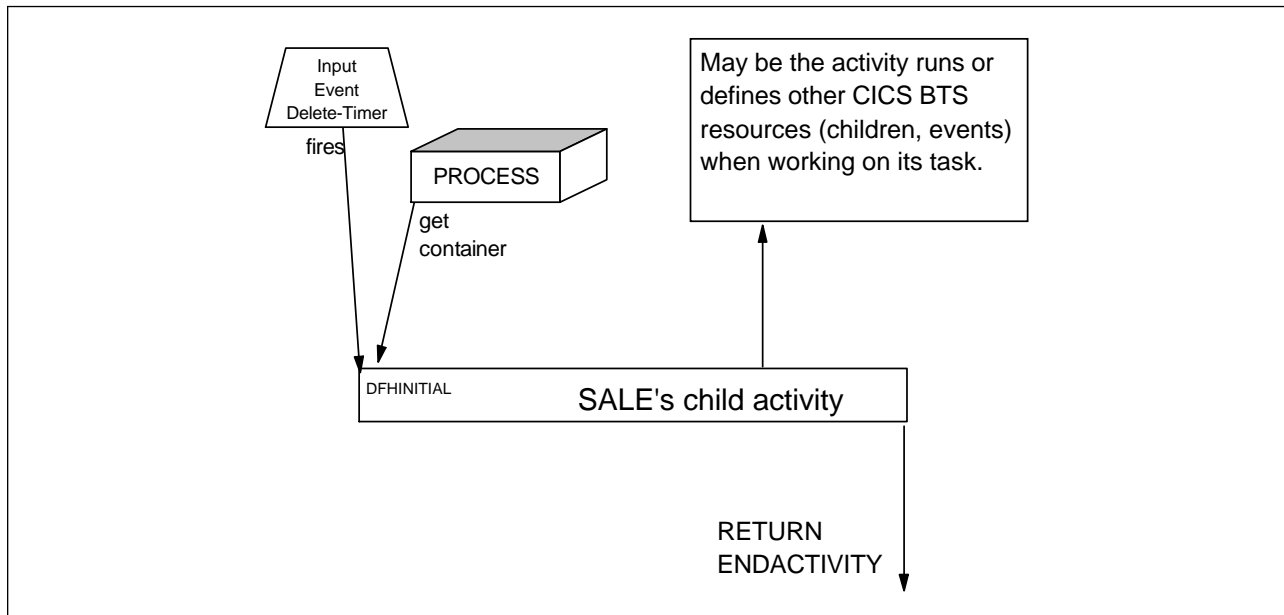 Input
Event
Delete-Timer
fires
PROCESS
get
container
May be the activity runs or
defines other CICS BTS
resources (children, events)
when working on its task.
DFHINITIAL
SALE's child activity
RETURN
ENDACTIVITY